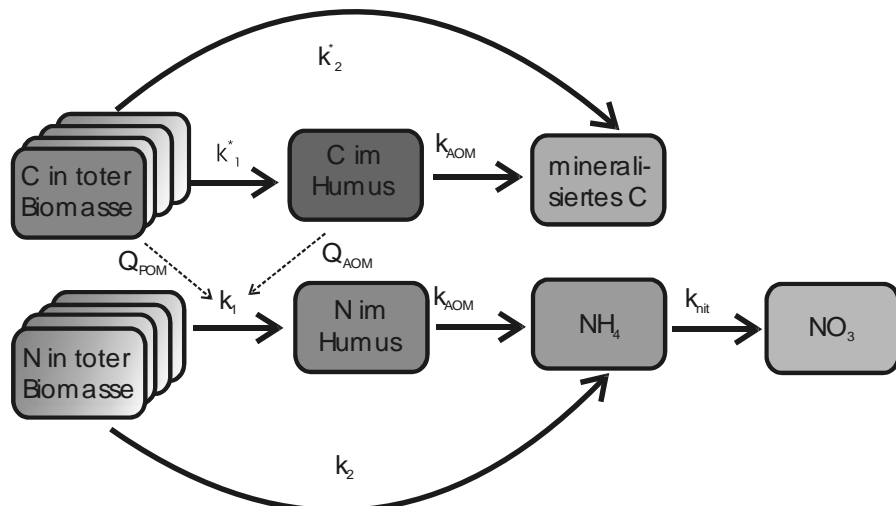 k*2
C in toter
Biomasse
k*1
C im
Humus
kAOM
minerali-
siertes C
QPOM
QAOM
N in toter
Biomasse
k1
N im
Humus
kAOM
NH4
knit
NO3
k2